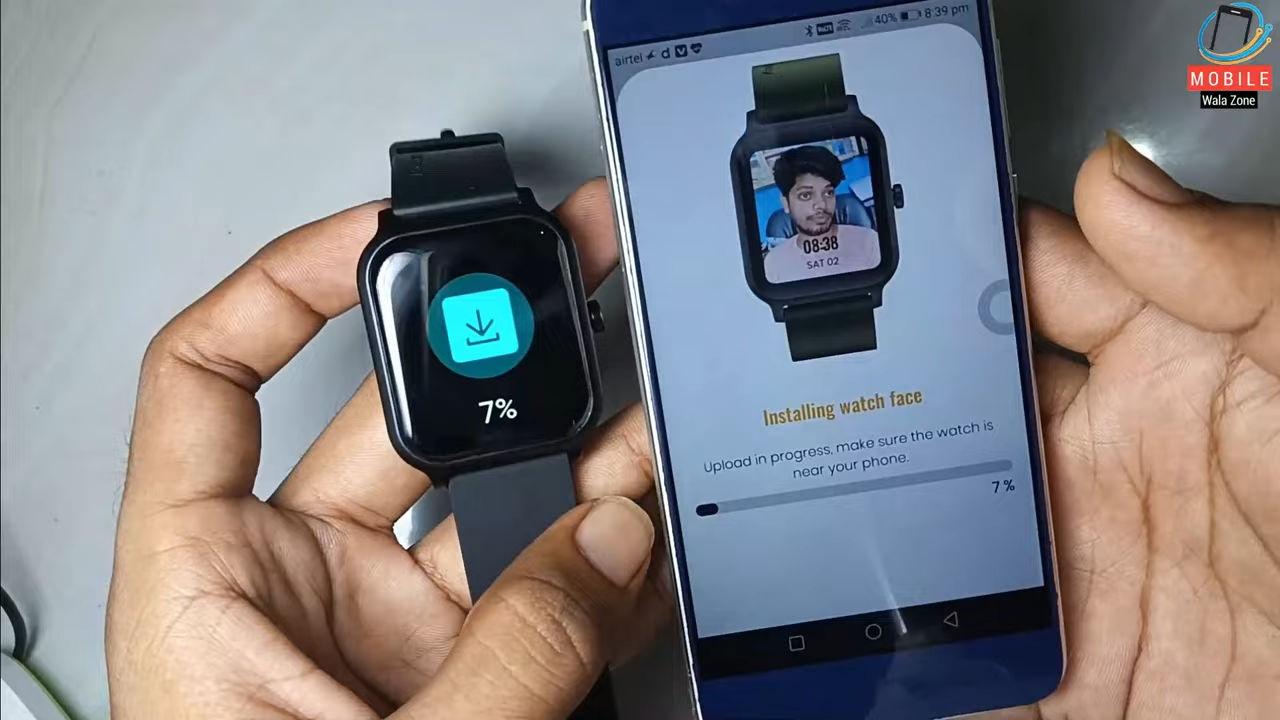 airtel
d
40%
8:39 pm
MOBILE
Wala Zone
08:38
SAT 02
7%
Installing watch face
Upload in progress, make sure the watch is
near your phone.
7 %